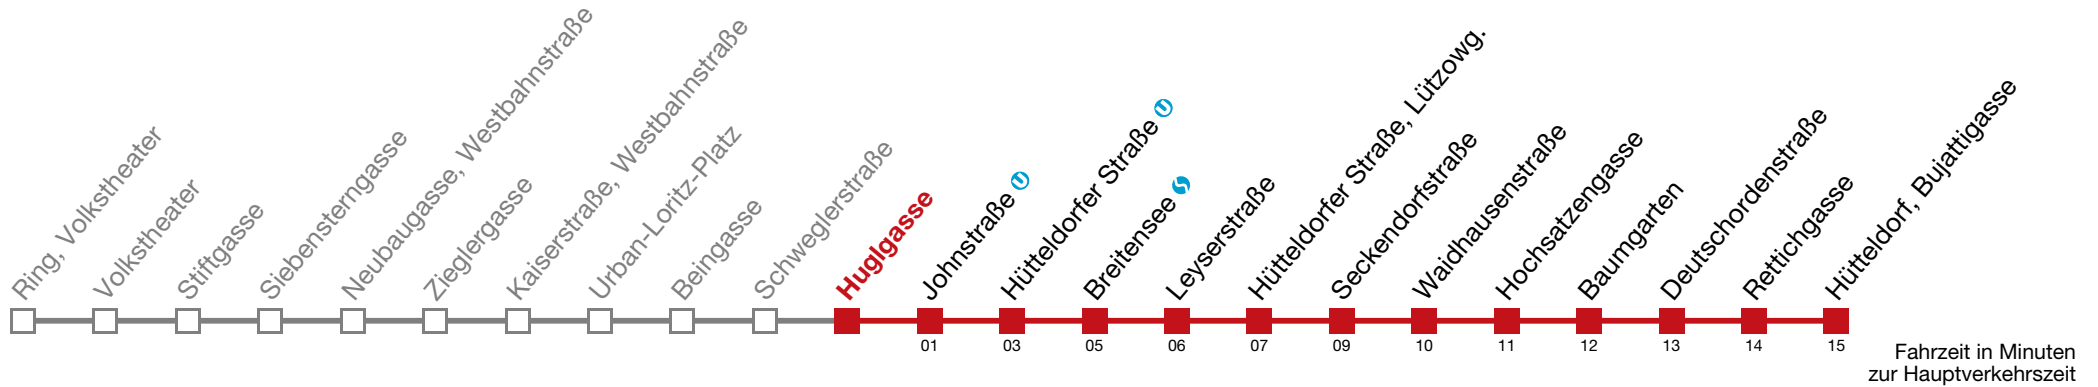 Ring, Volkstheater
Volkstheater
Stiftgasse
Siebensterngasse
Neubaugasse, Westbahnstraße
Zieglergasse
Kaiserstraße, Westbahnstraße
Urban-Loritz-Platz
Beingasse
Schweglerstraße
Huglgasse
Johnstraße U
Hütteldorfer Straße U
Breitensee S
Leyserstraße
Hütteldorfer Straße, Lützowg.
Seckendorfstraße
Waidhausenstraße
Hochsatzengasse
Baumgarten
Deutschordenstraße
Rettichgasse
Hütteldorf, Bujattigasse
01 03 05 06 07 09 10 11 12 13 14 15
Fahrzeit in Minuten
zur Hauptverkehrszeit